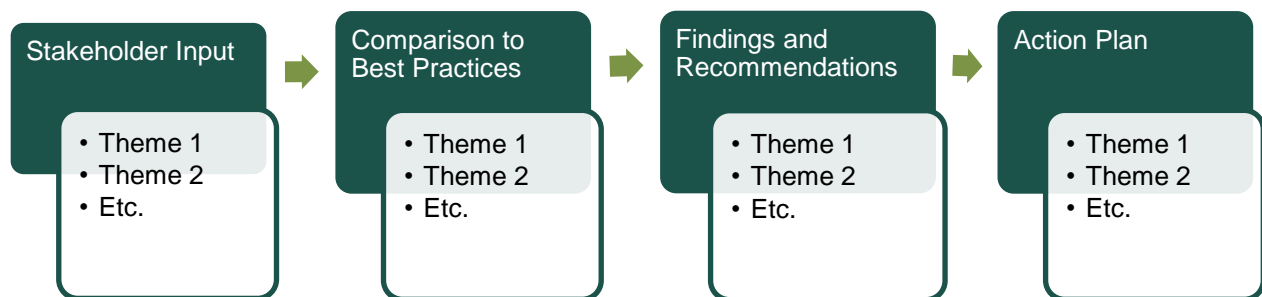 Stakeholder Input
• Theme 1
• Theme 2
• Etc.
Comparison to
Best Practices
• Theme 1
• Theme 2
• Etc.
Findings and
Recommendations
• Theme 1
• Theme 2
• Etc.
Action Plan
• Theme 1
• Theme 2
• Etc.